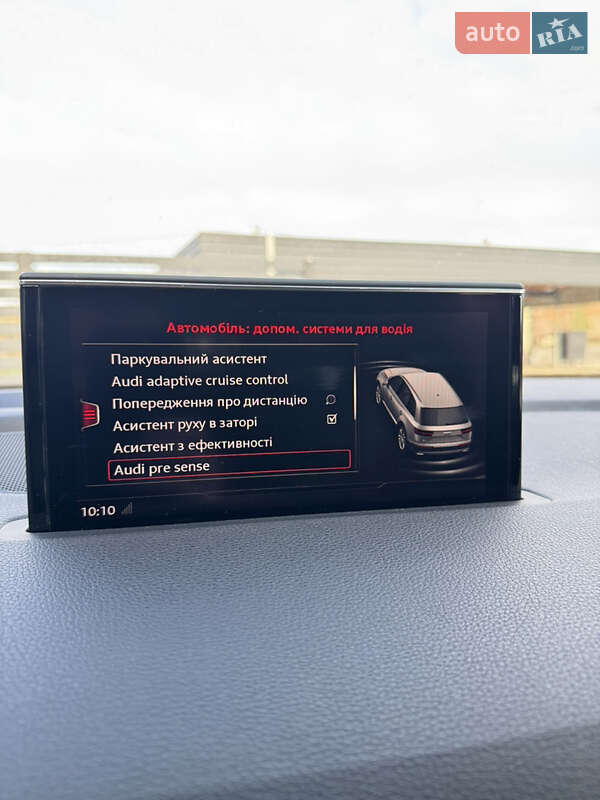 auto RIA.com
Автомобіль: допом. системи для водія
Паркувальний асистент
Audi adaptive cruise control
Попередження про дистанцію
Асистент руху в заторі
Асистент з ефективності
Audi pre sense
10:10